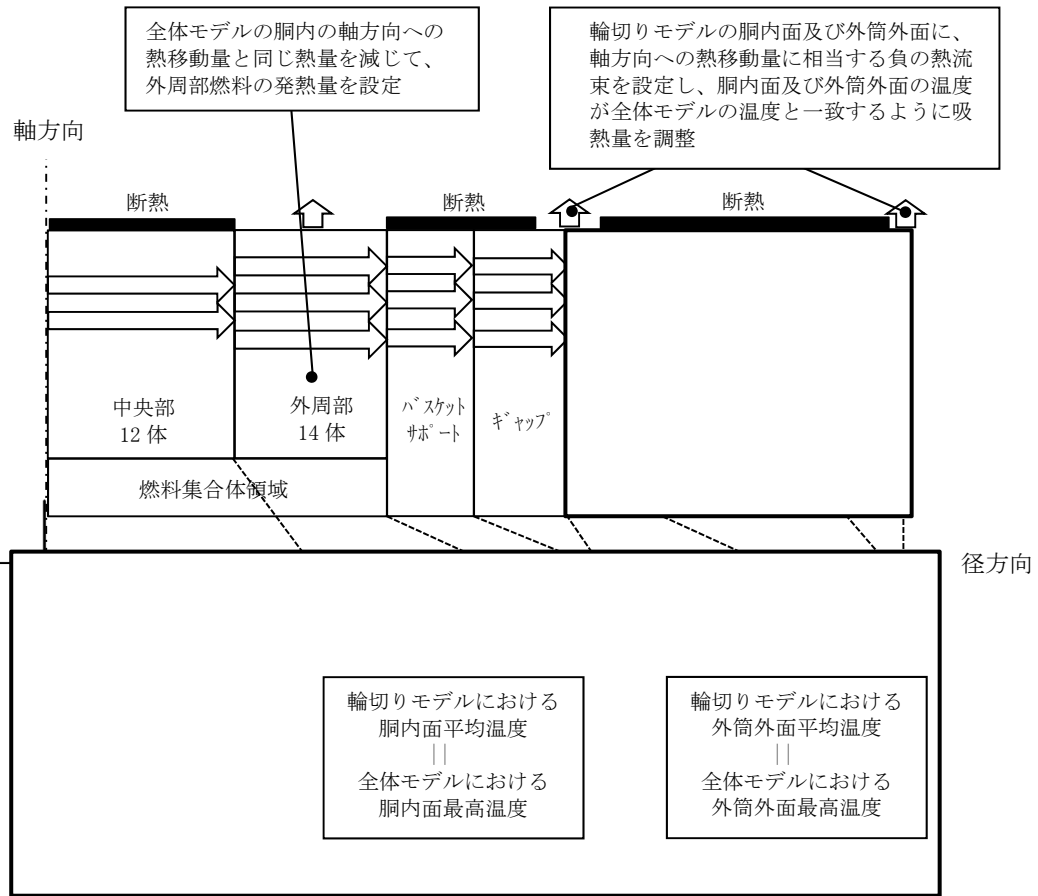 全体モデルの胴内の軸方向への
熱移動量と同じ熱量を減じて、
外周部燃料の発熱量を設定
輪切りモデルの胴内面及び外筒外面に、
軸方向への熱移動量に相当する負の熱流
束を設定し、胴内面及び外筒外面の温度
が全体モデルの温度と一致するように吸
熱量を調整
軸方向
断熱
断熱
断熱
中央部
12 体
外周部
14 体
バスケット
サポート
ギャップ
燃料集合体領域
径方向
輪切りモデルにおける
胴内面平均温度
||
全体モデルにおける
胴内面最高温度
輪切りモデルにおける
外筒外面平均温度
||
全体モデルにおける
外筒外面最高温度